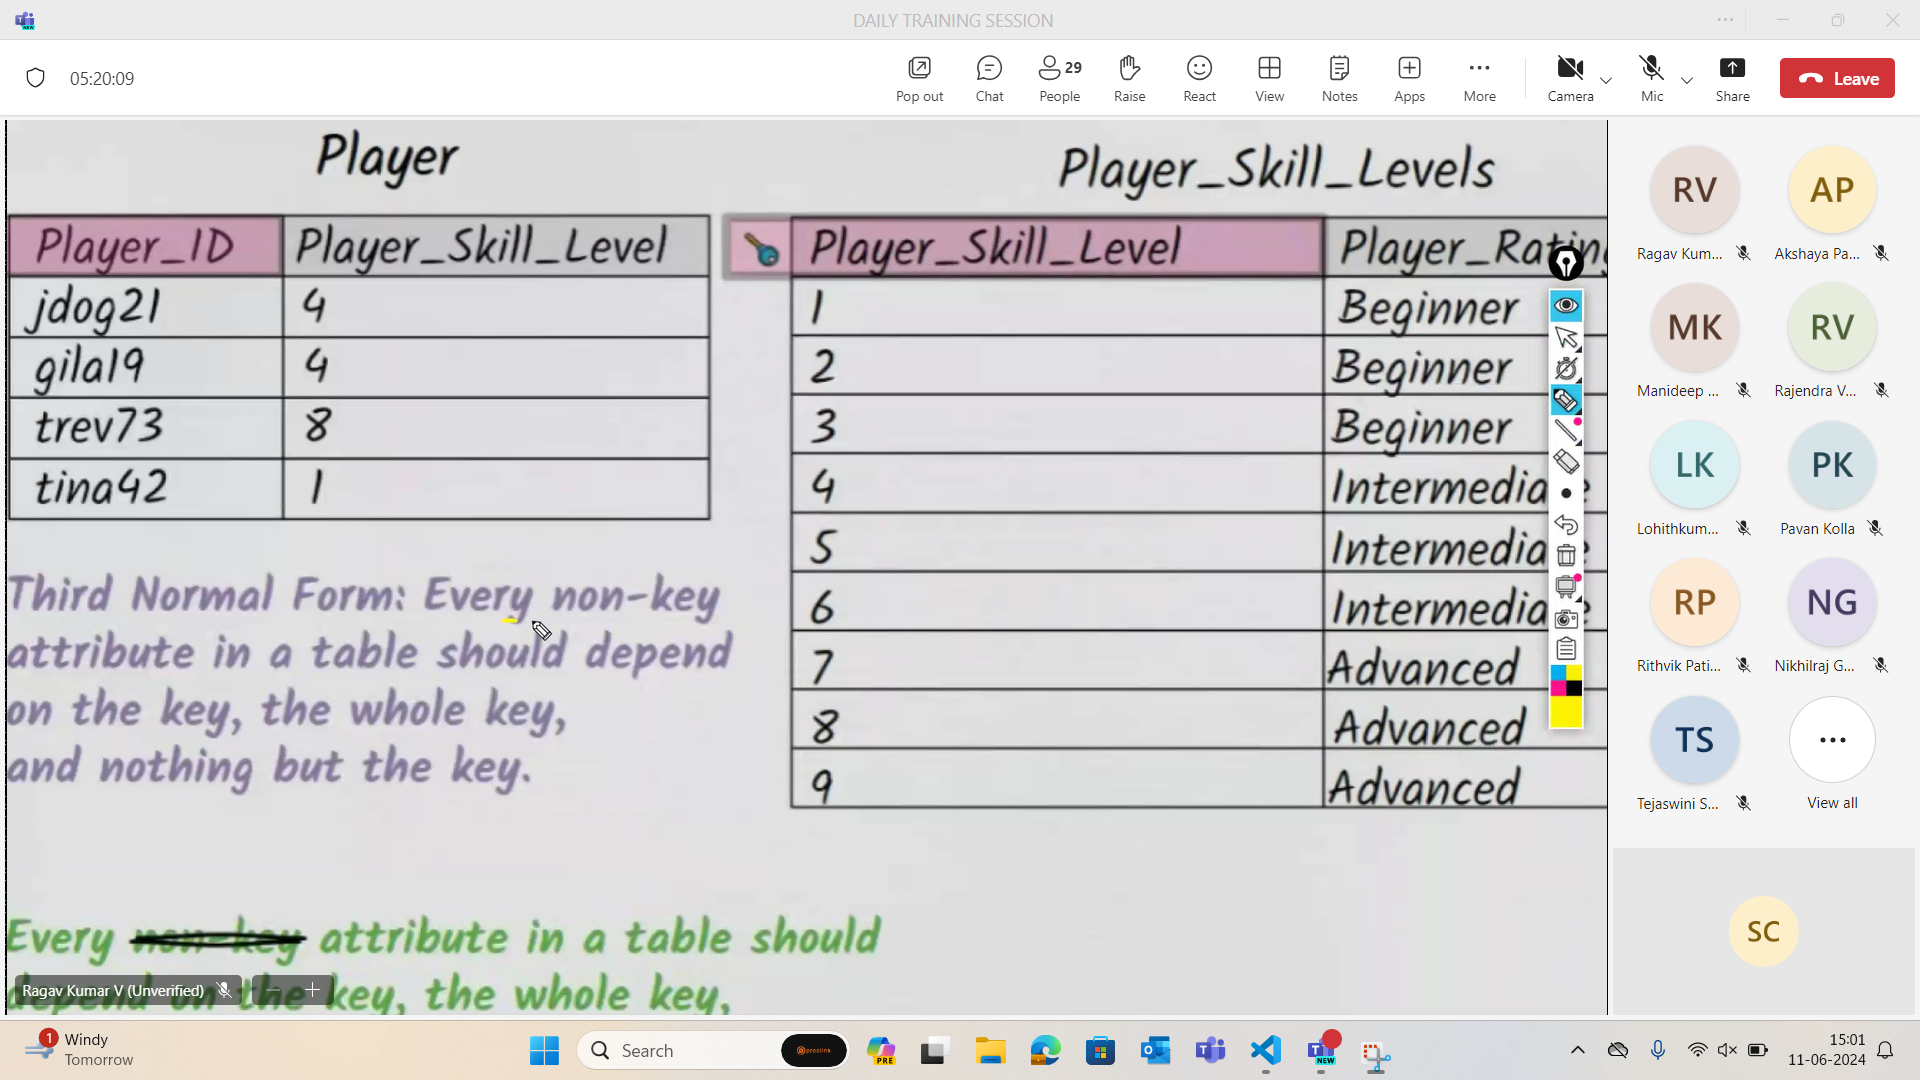 DAILY TRAINING SESSION
05:20:09
Pop out
Chat
29
People
Raise
React
View
Notes
Apps
More
Camera
Mic
Share
Leave
Player
Player_ID Player_Skill_Level
jdog21 4
gila19 4
trev73 8
tina42 1
Third Normal Form: Every non-key
attribute in a table should depend
on the key, the whole key,
and nothing but the key.
Player_Skill_Levels
Player_Skill_Level Player_Rating
1 Beginner
2 Beginner
3 Beginner
4 Intermediate
5 Intermediate
6 Intermediate
7 Advanced
8 Advanced
9 Advanced
Every non-key attribute in a table should
depend on the key, the whole key,
Ragav Kumar V (Unverified)
RV
Ragav Kum...
AP
Akshaya Pa...
MK
Manideep ...
RV
Rajendra V...
LK
Lohithkum...
PK
Pavan Kolla
RP
Rithvik Pati...
NG
Nikhilraj G...
TS
Tejaswini S...
View all
SC
1
Windy
Tomorrow
Search
prolink
PRE
NEW
15:01
11-06-2024